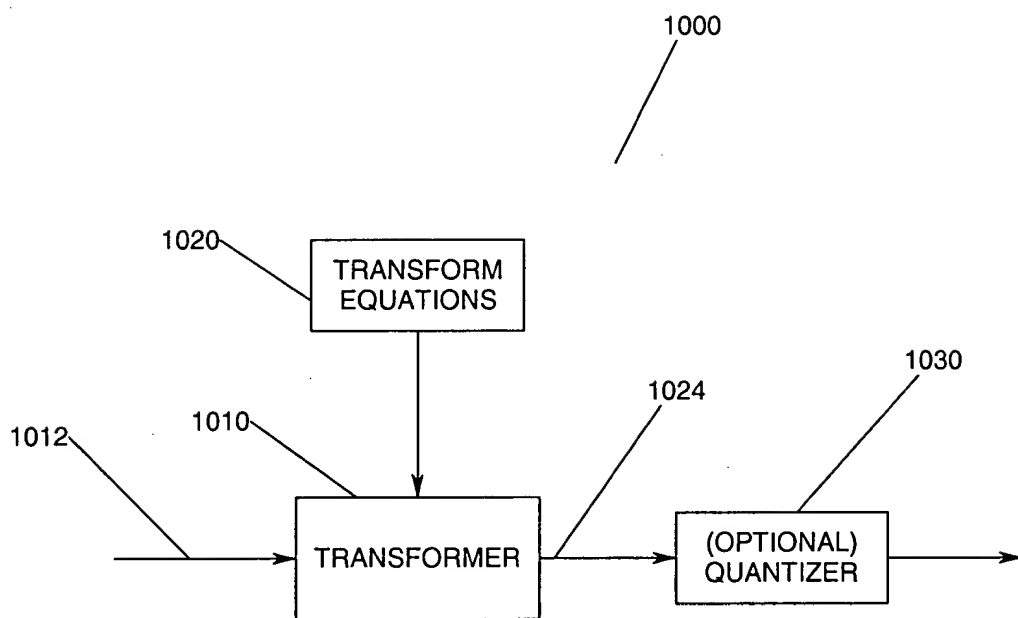 1000
1020
TRANSFORM
EQUATIONS
1030
1024
1010
1012
TRANSFORMER
(OPTIONAL)
QUANTIZER